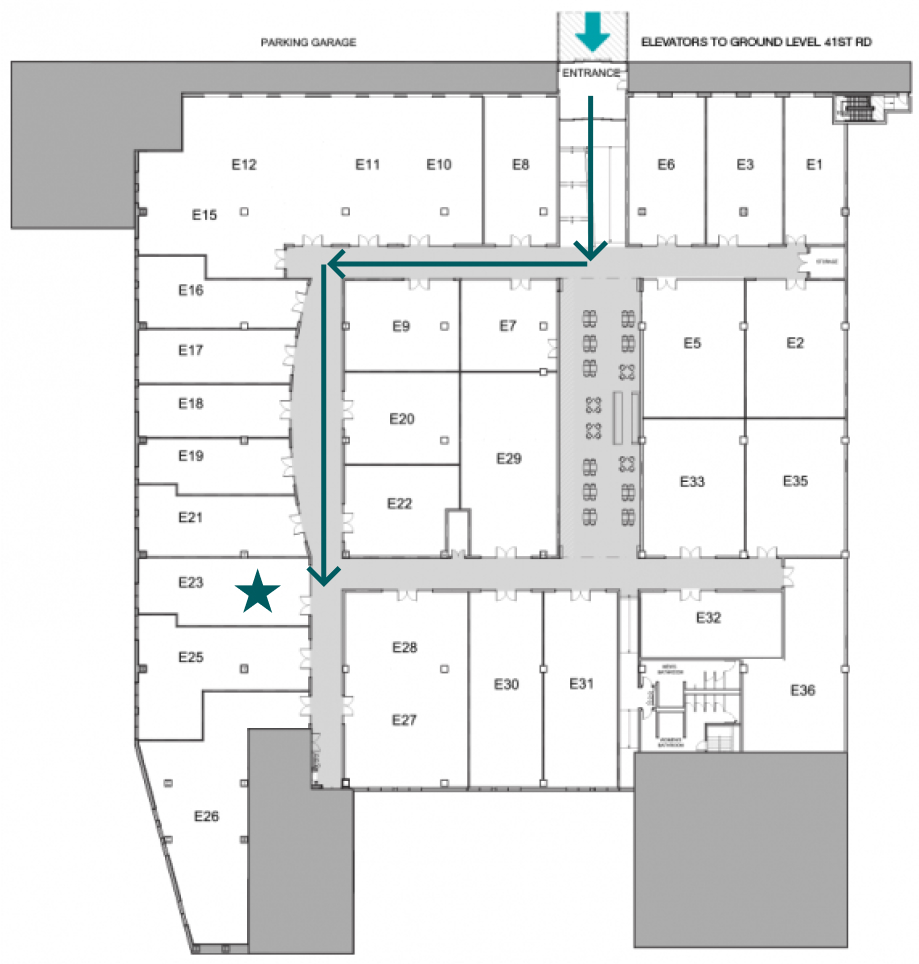 PARKING GARAGE
ELEVATORS TO GROUND LEVEL 41ST RD
ENTRANCE
E12
E11
E10
E8
E6
E3
E1
E15
STORAGE
E16
E9
E7
E5
E2
E17
E18
E20
E19
E29
E22
E33
E35
E21
E23
E32
E28
E25
E30
E31
MEN'S
BATHROOM
E36
E27
WOMEN'S
BATHROOM
E26